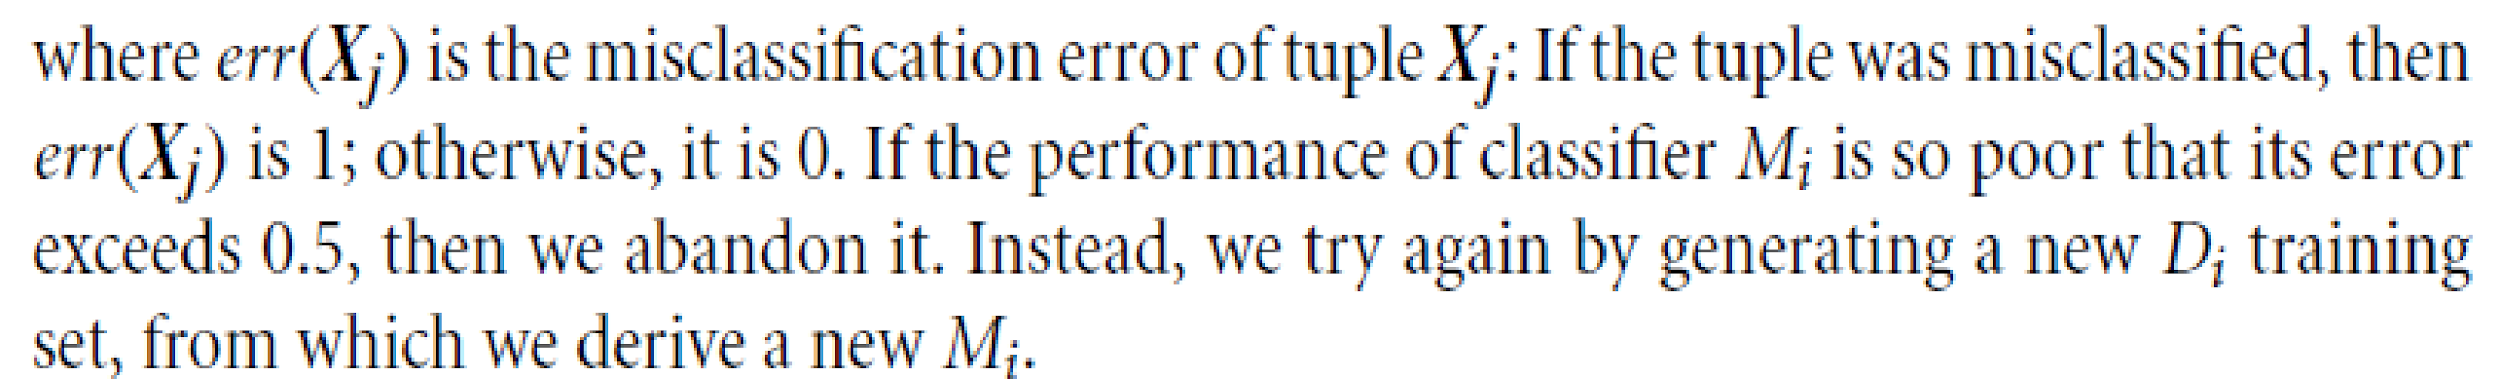 where err(Xj) is the misclassification error of tuple Xj: If the tuple was misclassified, then
err(Xj) is 1; otherwise, it is 0. If the performance of classifier Mi is so poor that its error
exceeds 0.5, then we abandon it. Instead, we try again by generating a new Di training
set, from which we derive a new Mi.